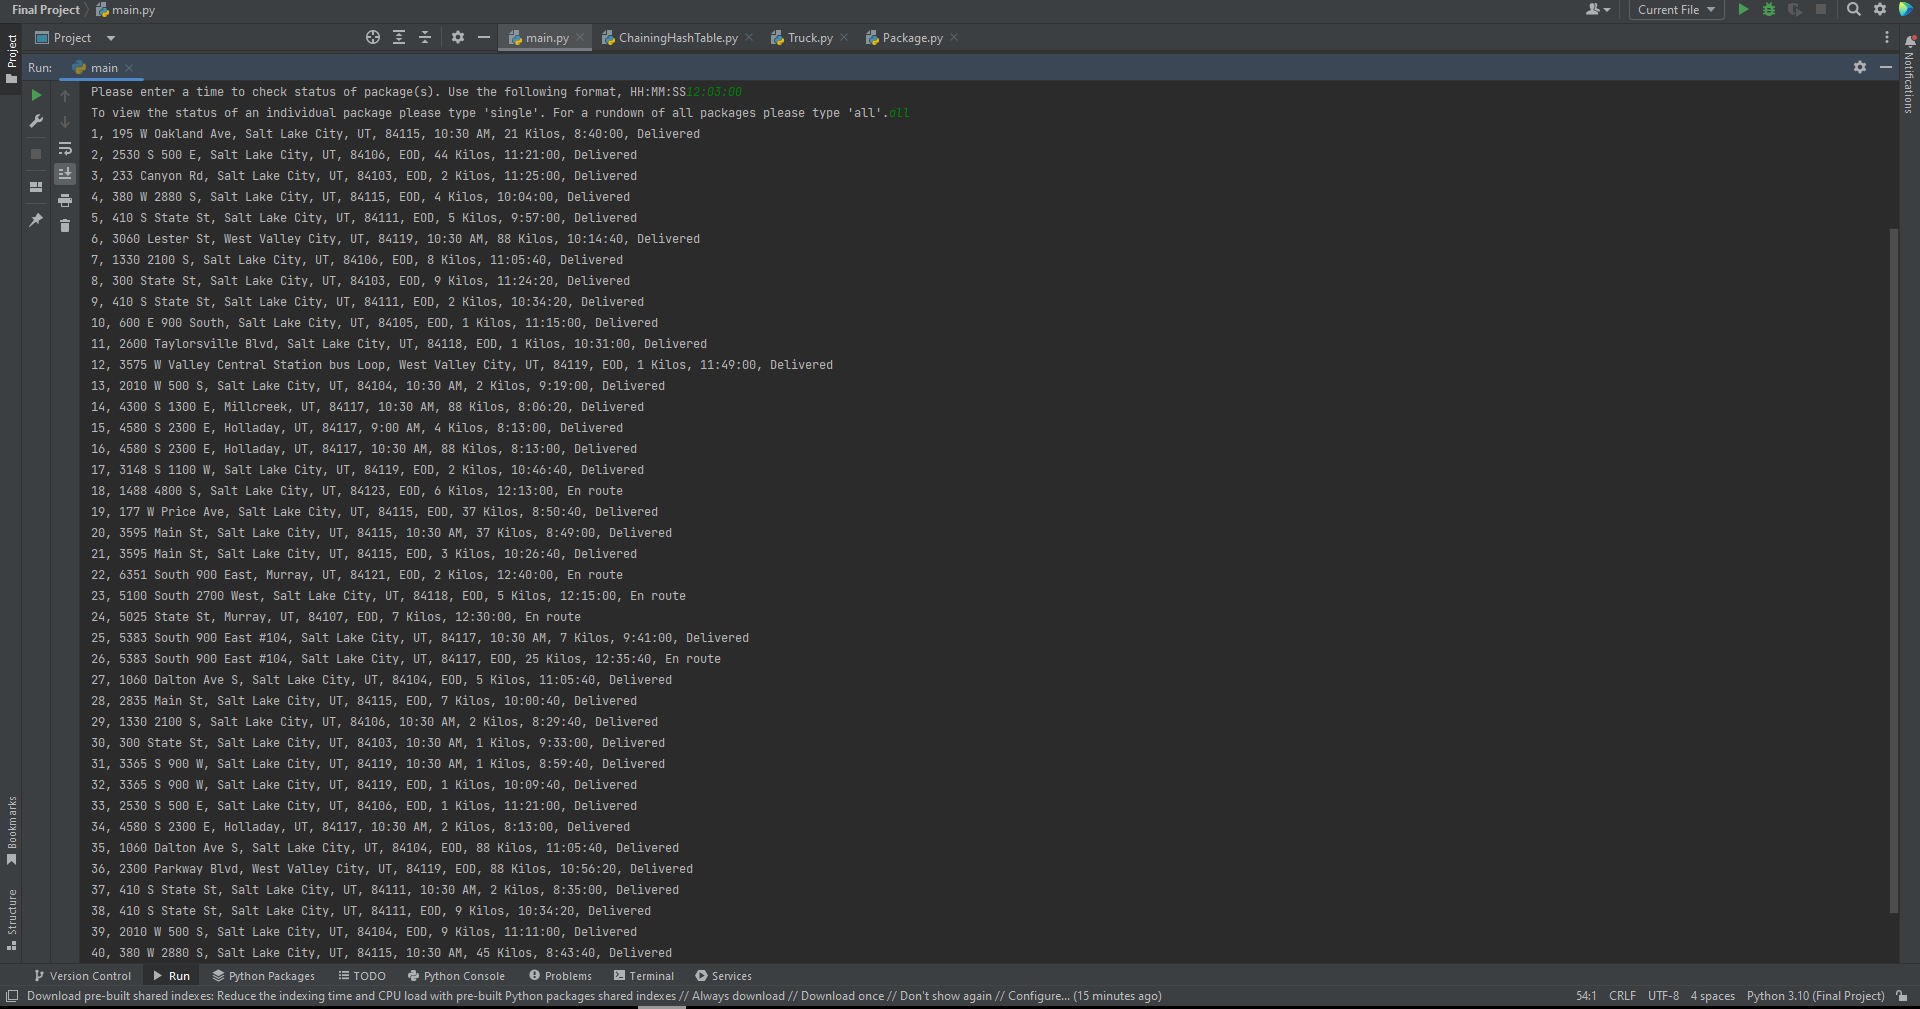 Final Project main.py
Current File
Project
main.py ChainingHashTable.py Truck.py Package.py
Run: main
Please enter a time to check status of package(s). Use the following format, HH:MM:SS12:03:00
To view the status of an individual package please type 'single'. For a rundown of all packages please type 'all'.all
1, 195 W Oakland Ave, Salt Lake City, UT, 84115, 10:30 AM, 21 Kilos, 8:40:00, Delivered
2, 2530 S 500 E, Salt Lake City, UT, 84106, EOD, 44 Kilos, 11:21:00, Delivered
3, 233 Canyon Rd, Salt Lake City, UT, 84103, EOD, 2 Kilos, 11:25:00, Delivered
4, 380 W 2880 S, Salt Lake City, UT, 84115, EOD, 4 Kilos, 10:04:00, Delivered
5, 410 S State St, Salt Lake City, UT, 84111, EOD, 5 Kilos, 9:57:00, Delivered
6, 3060 Lester St, West Valley City, UT, 84119, 10:30 AM, 88 Kilos, 10:14:40, Delivered
7, 1330 2100 S, Salt Lake City, UT, 84106, EOD, 8 Kilos, 11:05:40, Delivered
8, 300 State St, Salt Lake City, UT, 84103, EOD, 9 Kilos, 11:24:20, Delivered
9, 410 S State St, Salt Lake City, UT, 84111, EOD, 2 Kilos, 10:34:20, Delivered
10, 600 E 900 South, Salt Lake City, UT, 84105, EOD, 1 Kilos, 11:15:00, Delivered
11, 2600 Taylorsville Blvd, Salt Lake City, UT, 84118, EOD, 1 Kilos, 10:31:00, Delivered
12, 3575 W Valley Central Station bus Loop, West Valley City, UT, 84119, EOD, 1 Kilos, 11:49:00, Delivered
13, 2010 W 500 S, Salt Lake City, UT, 84104, 10:30 AM, 2 Kilos, 9:19:00, Delivered
14, 4300 S 1300 E, Millcreek, UT, 84117, 10:30 AM, 88 Kilos, 8:06:20, Delivered
15, 4580 S 2300 E, Holladay, UT, 84117, 9:00 AM, 4 Kilos, 8:13:00, Delivered
16, 4580 S 2300 E, Holladay, UT, 84117, 10:30 AM, 88 Kilos, 8:13:00, Delivered
17, 3148 S 1100 W, Salt Lake City, UT, 84119, EOD, 2 Kilos, 10:46:40, Delivered
18, 1488 4800 S, Salt Lake City, UT, 84123, EOD, 6 Kilos, 12:13:00, En route
19, 177 W Price Ave, Salt Lake City, UT, 84115, EOD, 37 Kilos, 8:50:40, Delivered
20, 3595 Main St, Salt Lake City, UT, 84115, 10:30 AM, 37 Kilos, 8:49:00, Delivered
21, 3595 Main St, Salt Lake City, UT, 84115, EOD, 3 Kilos, 10:26:40, Delivered
22, 6351 South 900 East, Murray, UT, 84121, EOD, 2 Kilos, 12:40:00, En route
23, 5100 South 2700 West, Salt Lake City, UT, 84118, EOD, 5 Kilos, 12:15:00, En route
24, 5025 State St, Murray, UT, 84107, EOD, 7 Kilos, 12:30:00, En route
25, 5383 South 900 East #104, Salt Lake City, UT, 84117, 10:30 AM, 7 Kilos, 9:41:00, Delivered
26, 5383 South 900 East #104, Salt Lake City, UT, 84117, EOD, 25 Kilos, 12:35:40, En route
27, 1060 Dalton Ave S, Salt Lake City, UT, 84104, EOD, 5 Kilos, 11:05:40, Delivered
28, 2835 Main St, Salt Lake City, UT, 84115, EOD, 7 Kilos, 10:00:40, Delivered
29, 1330 2100 S, Salt Lake City, UT, 84106, 10:30 AM, 2 Kilos, 8:29:40, Delivered
30, 300 State St, Salt Lake City, UT, 84103, 10:30 AM, 1 Kilos, 9:33:00, Delivered
31, 3365 S 900 W, Salt Lake City, UT, 84119, 10:30 AM, 1 Kilos, 8:59:40, Delivered
32, 3365 S 900 W, Salt Lake City, UT, 84119, EOD, 1 Kilos, 10:09:40, Delivered
33, 2530 S 500 E, Salt Lake City, UT, 84106, EOD, 1 Kilos, 11:21:00, Delivered
34, 4580 S 2300 E, Holladay, UT, 84117, 10:30 AM, 2 Kilos, 8:13:00, Delivered
35, 1060 Dalton Ave S, Salt Lake City, UT, 84104, EOD, 88 Kilos, 11:05:40, Delivered
36, 2300 Parkway Blvd, West Valley City, UT, 84119, EOD, 88 Kilos, 10:56:20, Delivered
37, 410 S State St, Salt Lake City, UT, 84111, 10:30 AM, 2 Kilos, 8:35:00, Delivered
38, 410 S State St, Salt Lake City, UT, 84111, EOD, 9 Kilos, 10:34:20, Delivered
39, 2010 W 500 S, Salt Lake City, UT, 84104, EOD, 9 Kilos, 11:11:00, Delivered
40, 380 W 2880 S, Salt Lake City, UT, 84115, 10:30 AM, 45 Kilos, 8:43:40, Delivered
Project
Bookmarks
Structure
Notifications
Version Control Run Python Packages TODO Python Console Problems Terminal Services
Download pre-built shared indexes: Reduce the indexing time and CPU load with pre-built Python packages shared indexes // Always download // Download once // Don't show again // Configure... (15 minutes ago)
54:1 CRLF UTF-8 4 spaces Python 3.10 (Final Project)